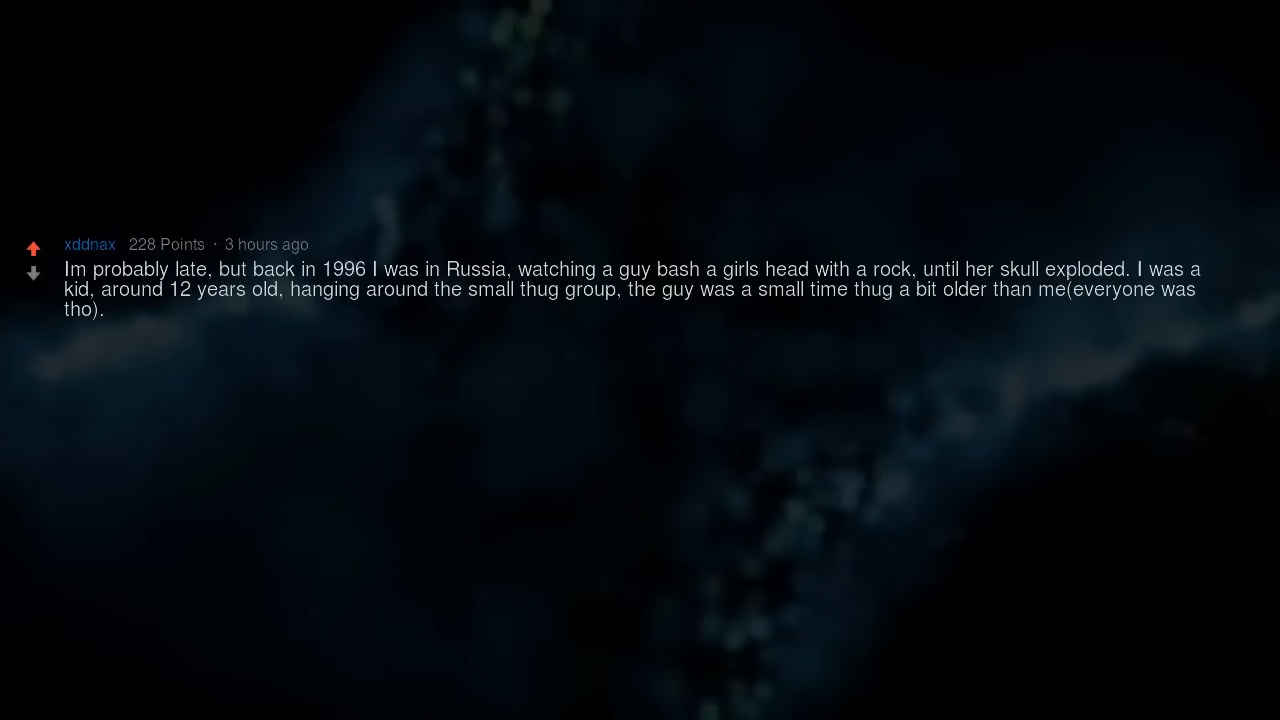 xddnax 228 Points · 3 hours ago
Im probably late, but back in 1996 I was in Russia, watching a guy bash a girls head with a rock, until her skull exploded. I was a
kid, around 12 years old, hanging around the small thug group, the guy was a small time thug a bit older than me(everyone was
tho).